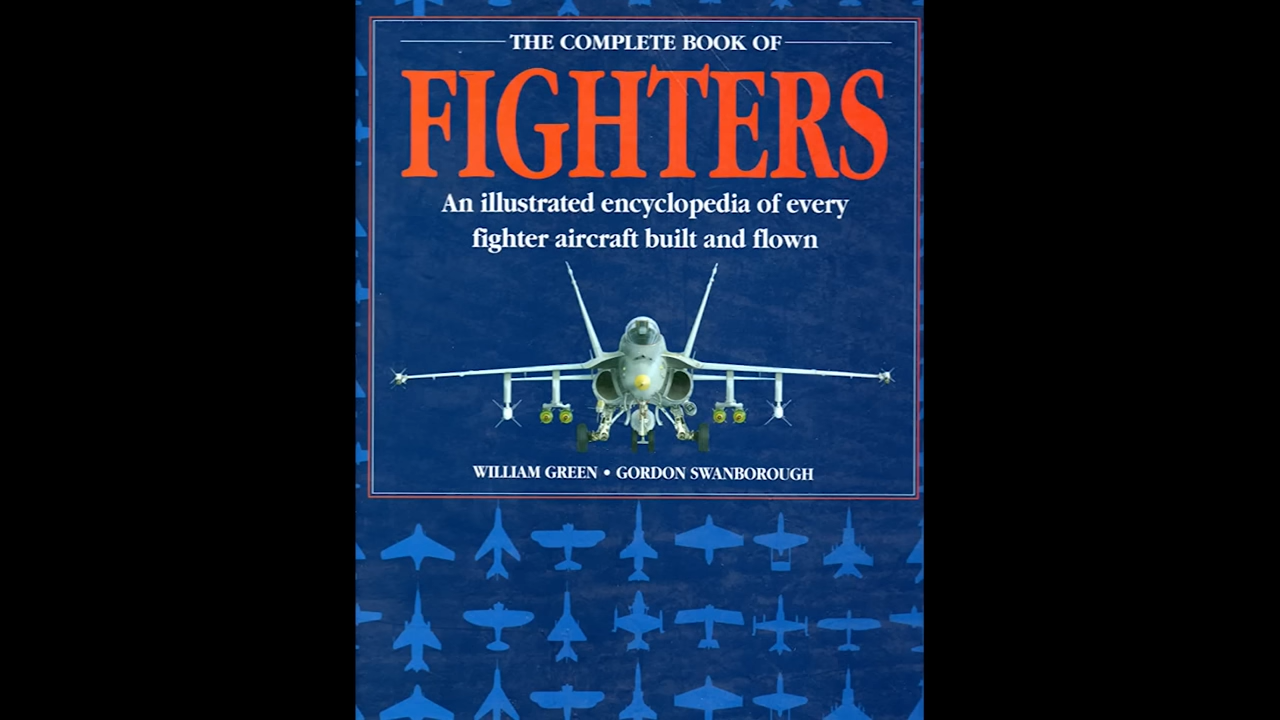 THE COMPLETE BOOK OF
FIGHTERS
An illustrated encyclopedia of every
fighter aircraft built and flown
WILLIAM GREEN • GORDON SWANBOROUGH